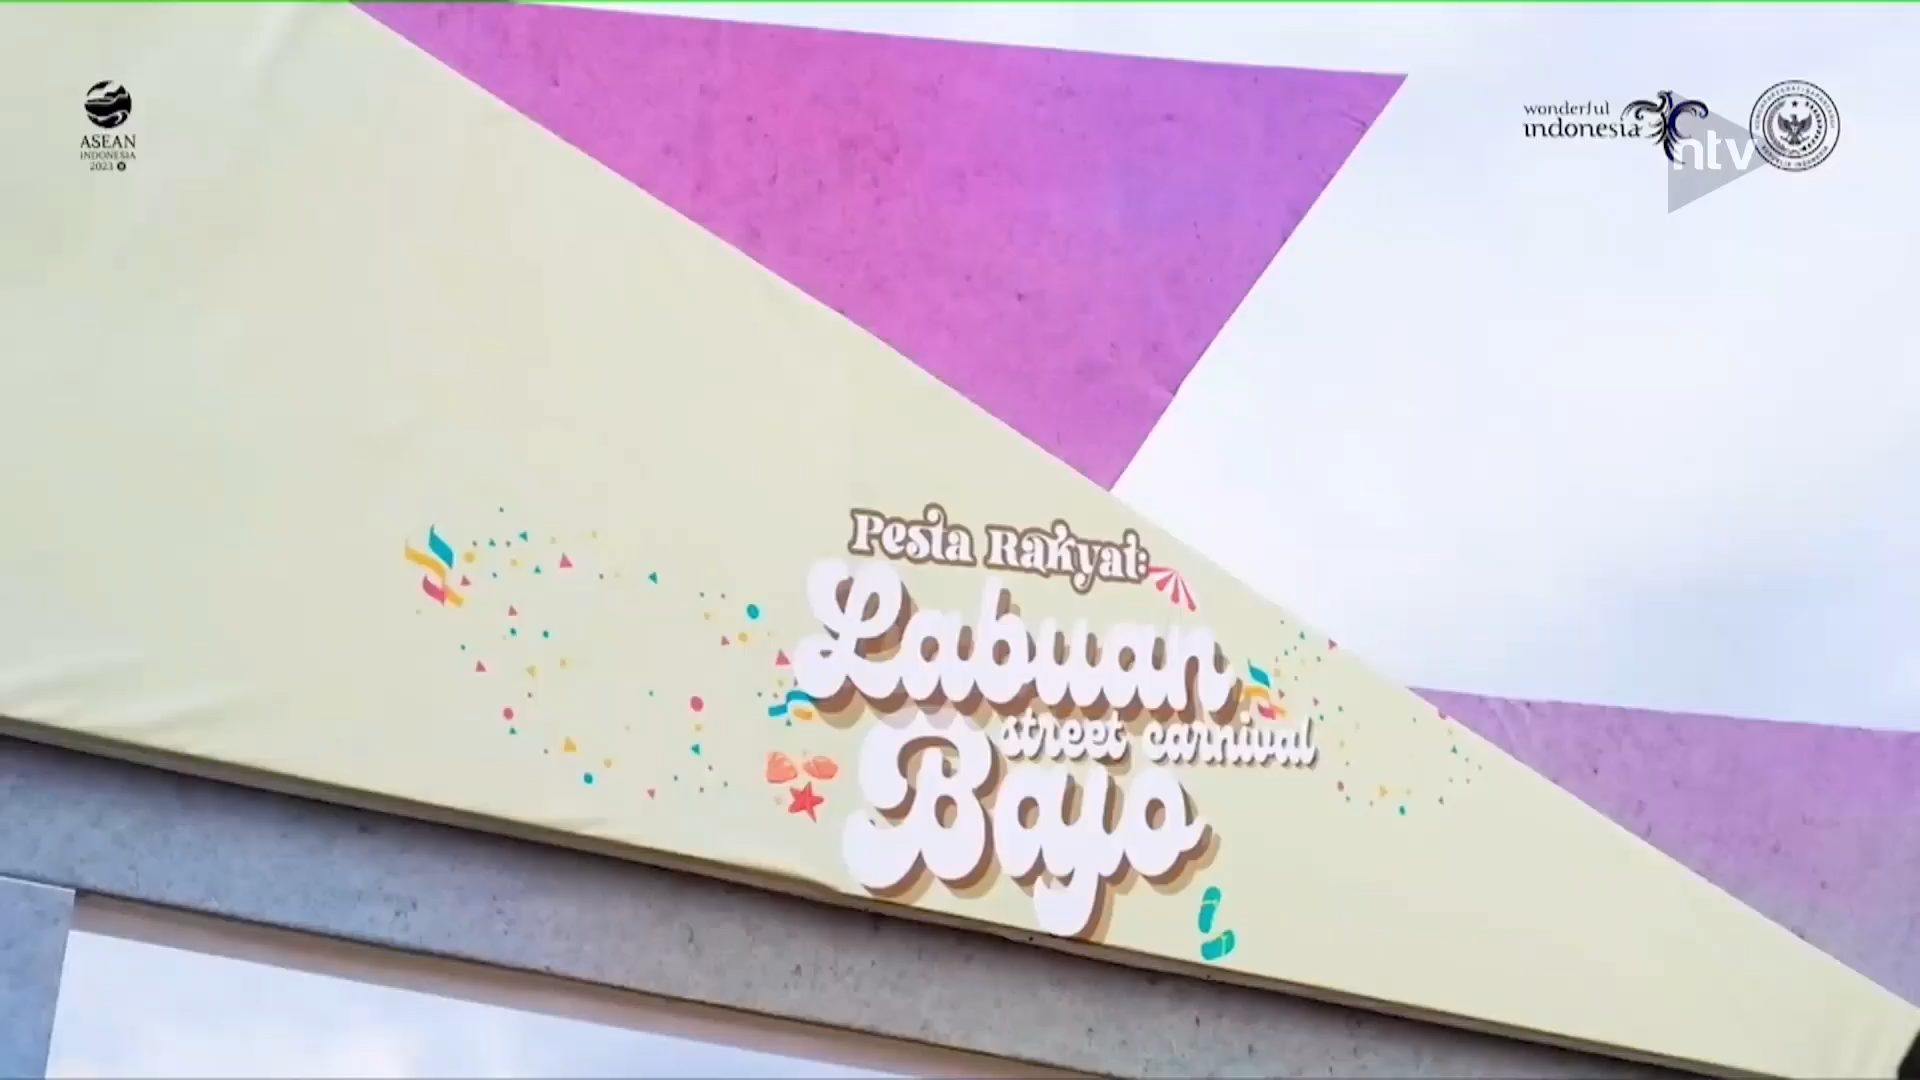 ASEAN
INDONESIA
2023
wonderful
indonesia
ntv
Pesta Rakyat:
Labuan
street carnival
Bajo